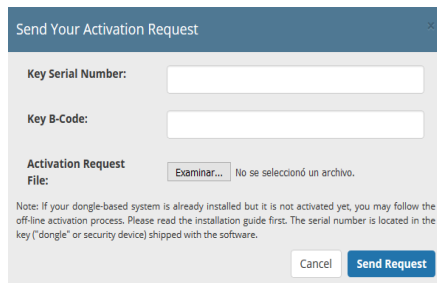 Send Your Activation Request
×
Key Serial Number:
Key B-Code:
Activation Request
File:
Examinar... No se seleccionó un archivo.
Note: If your dongle-based system is already installed but it is not activated yet, you may follow the
off-line activation process. Please read the installation guide first. The serial number is located in the
key ("dongle" or security device) shipped with the software.
Cancel Send Request